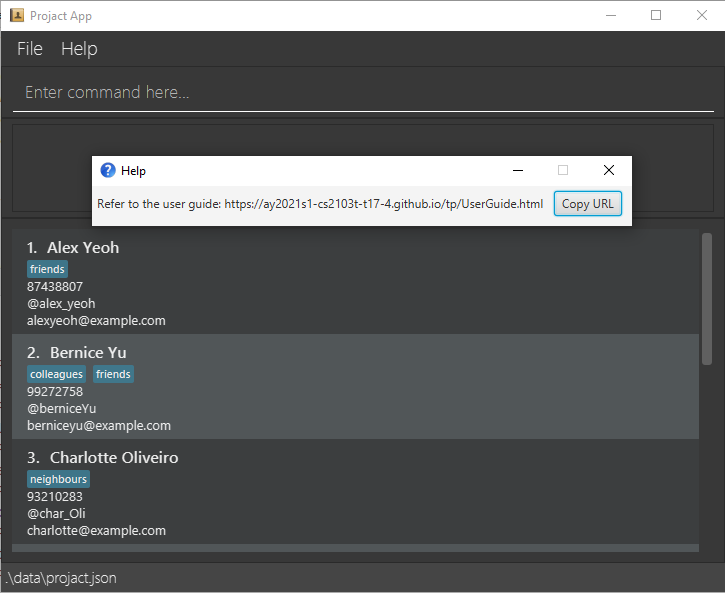 Projact App
File Help
Enter command here...
Help
Refer to the user guide: https://ay2021s1-cs2103t-t17-4.github.io/tp/UserGuide.html Copy URL
1. Alex Yeoh
friends
87438807
@alex_yeoh
alexyeoh@example.com
2. Bernice Yu
colleagues friends
99272758
@berniceYu
berniceyu@example.com
3. Charlotte Oliveiro
neighbours
93210283
@char_Oli
charlotte@example.com
.\data\projact.json